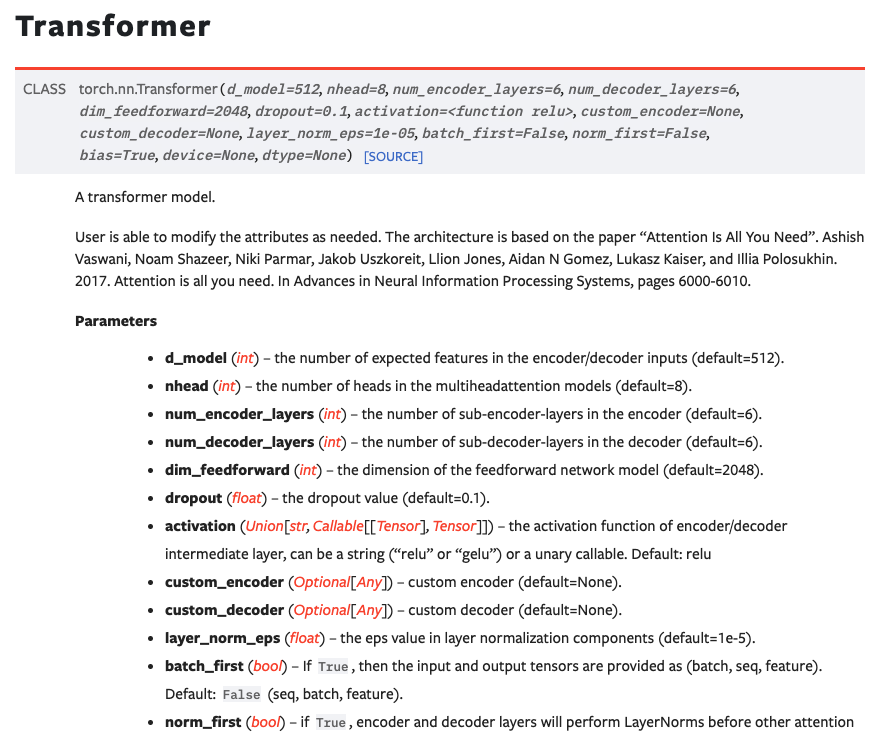 Transformer
CLASS torch.nn.Transformer(d_model=512, nhead=8, num_encoder_layers=6, num_decoder_layers=6,
dim_feedforward=2048, dropout=0.1, activation=<function relu>, custom_encoder=None,
custom_decoder=None, layer_norm_eps=1e-05, batch_first=False, norm_first=False,
bias=True, device=None, dtype=None) [SOURCE]
A transformer model.
User is able to modify the attributes as needed. The architecture is based on the paper “Attention Is All You Need”. Ashish
Vaswani, Noam Shazeer, Niki Parmar, Jakob Uszkoreit, Llion Jones, Aidan N Gomez, Lukasz Kaiser, and Illia Polosukhin.
2017. Attention is all you need. In Advances in Neural Information Processing Systems, pages 6000-6010.
Parameters
• d_model (int) – the number of expected features in the encoder/decoder inputs (default=512).
• nhead (int) – the number of heads in the multiheadattention models (default=8).
• num_encoder_layers (int) – the number of sub-encoder-layers in the encoder (default=6).
• num_decoder_layers (int) – the number of sub-decoder-layers in the decoder (default=6).
• dim_feedforward (int) – the dimension of the feedforward network model (default=2048).
• dropout (float) – the dropout value (default=0.1).
• activation (Union[str, Callable[[Tensor], Tensor]]) – the activation function of encoder/decoder
intermediate layer, can be a string (“relu” or “gelu”) or a unary callable. Default: relu
• custom_encoder (Optional[Any]) – custom encoder (default=None).
• custom_decoder (Optional[Any]) – custom decoder (default=None).
• layer_norm_eps (float) – the eps value in layer normalization components (default=1e-5).
• batch_first (bool) – If True, then the input and output tensors are provided as (batch, seq, feature).
Default: False (seq, batch, feature).
• norm_first (bool) – if True, encoder and decoder layers will perform LayerNorms before other attention